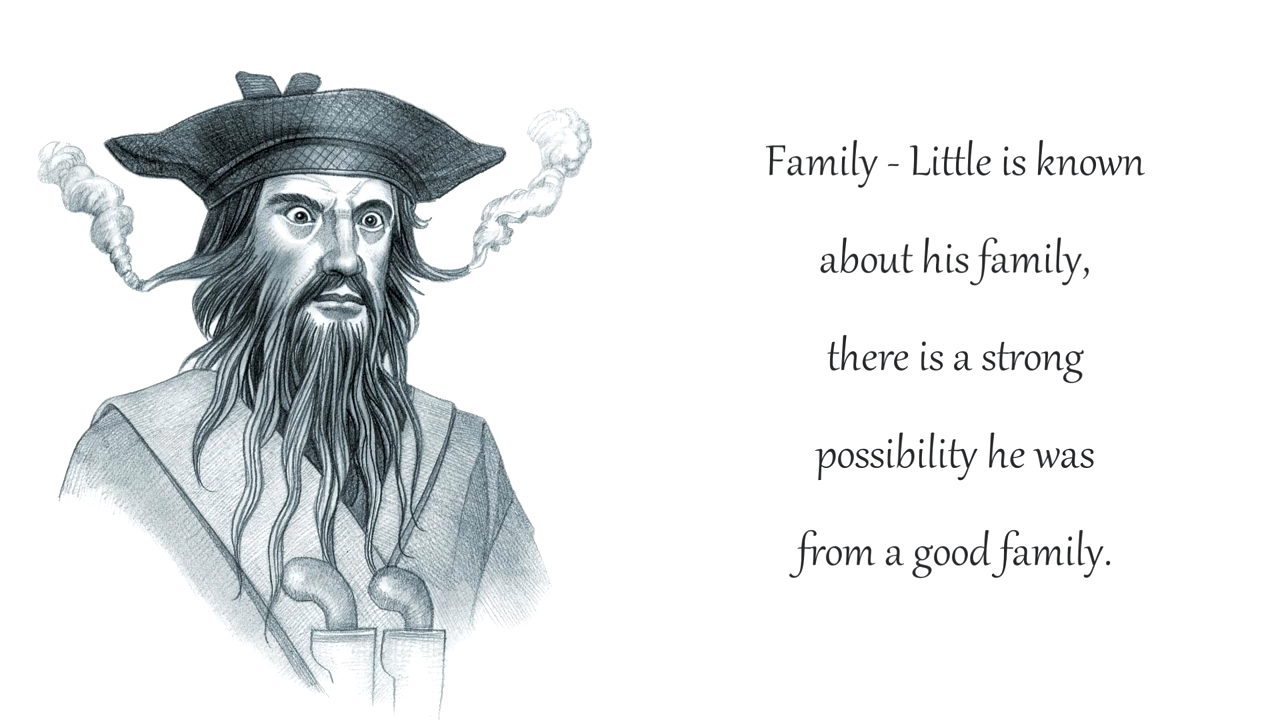 Family - Little is known
about his family,
there is a strong
possibility he was
from a good family.